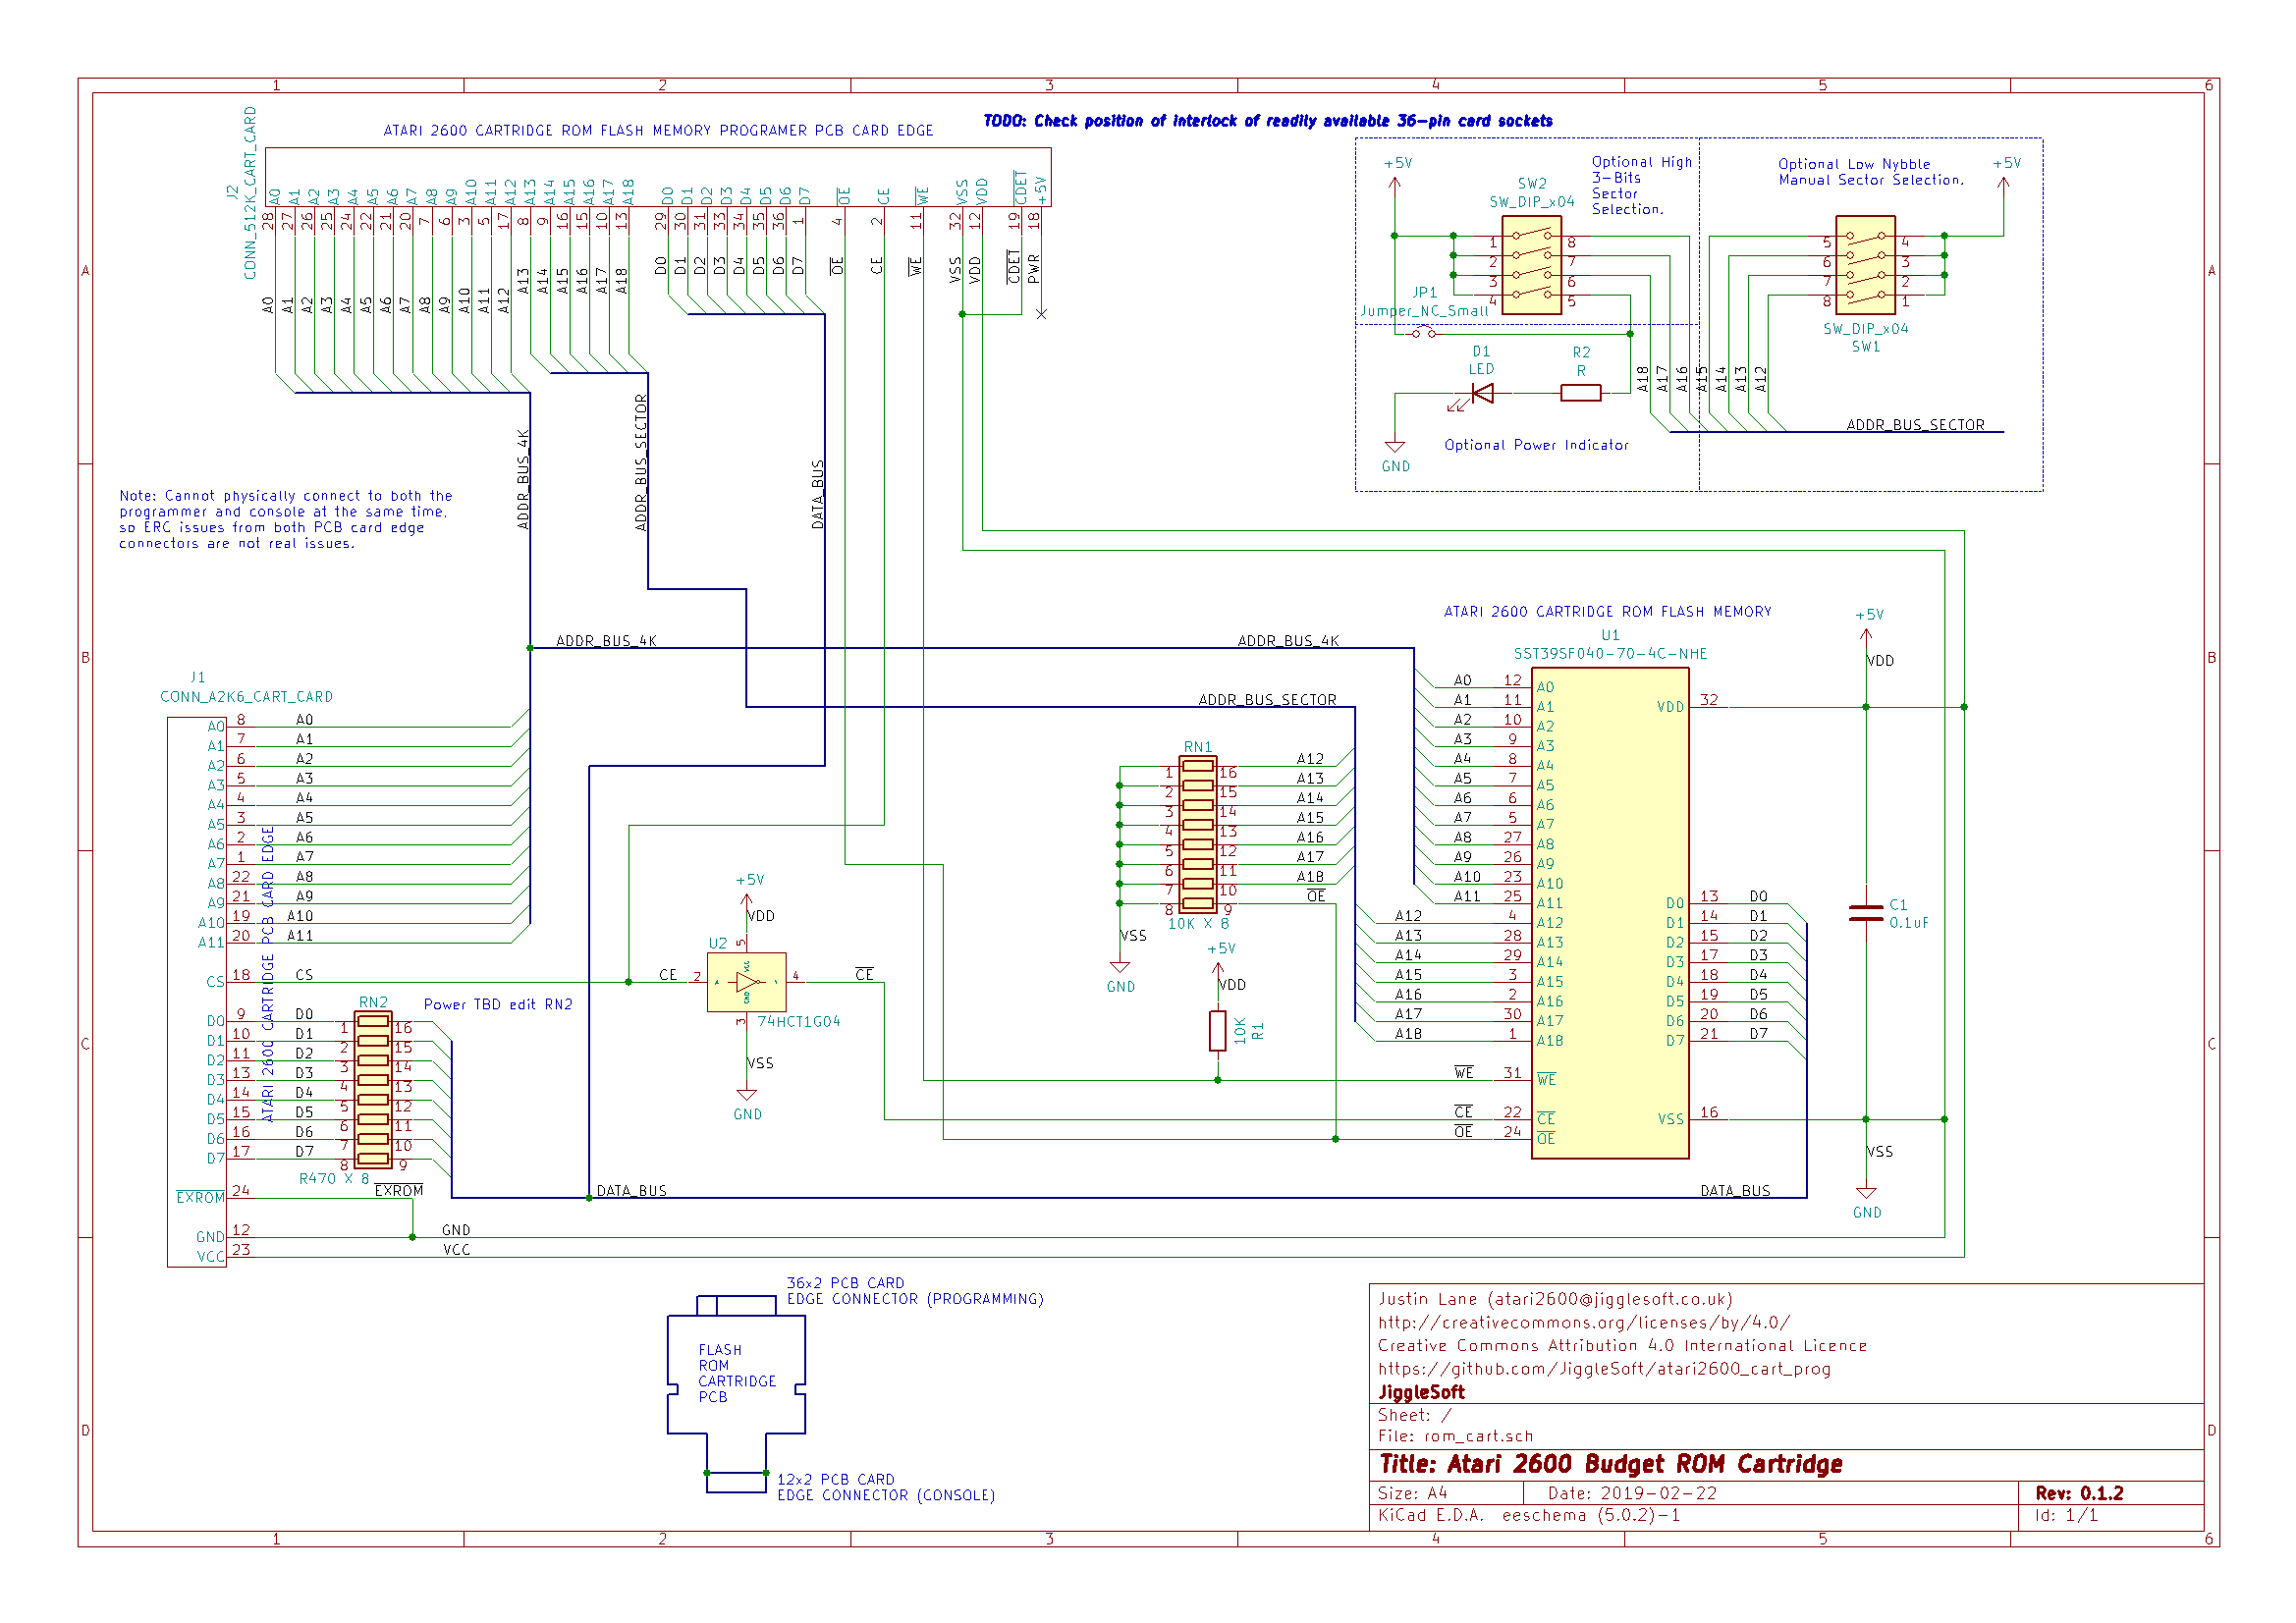 1 2 3 4 5 6
A
B
C
D
ATARI 2600 CARTRIDGE ROM FLASH MEMORY PROGRAMER PCB CARD EDGE
TODO: Check position of interlock of readily available 36-pin card sockets
J2
CONN_512K_CART_CARD
A0 A1 A2 A3 A4 A5 A6 A7 A8 A9 A10 A11 A12 A13 A14 A15 A16 A17 A18 D0 D1 D2 D3 D4 D5 D6 D7 OE CE WE VSS VDD CDET +5V
28 27 26 25 24 22 21 20 7 6 3 5 17 8 9 16 15 10 13 29 30 31 33 34 35 36 1 4 2 11 32 12 19 18
A0 A1 A2 A3 A4 A5 A6 A7 A8 A9 A10 A11 A12 A13 A14 A15 A16 A17 A18 D0 D1 D2 D3 D4 D5 D6 D7 OE CE WE VSS VDD CDET PWR
ADDR_BUS_4K
ADDR_BUS_SECTOR
DATA_BUS
+5V
SW2
SW_DIP_x04
1 8
2 7
3 6
4 5
Optional High
3-Bits
Sector
Selection.
Optional Low Nybble
Manual Sector Selection.
+5V
5 4
6 3
7 2
8 1
SW_DIP_x04
SW1
JP1
Jumper_NC_Small
D1
LED
R2
R
A18 A17 A16 A15 A14 A13 A12
ADDR_BUS_SECTOR
Optional Power Indicator
GND
Note: Cannot physically connect to both the
programmer and console at the same time,
so ERC issues from both PCB card edge
connectors are not real issues.
ADDR_BUS_4K
ADDR_BUS_4K
ADDR_BUS_SECTOR
J1
CONN_A2K6_CART_CARD
A0 8 A0
A1 7 A1
A2 6 A2
A3 5 A3
A4 4 A4
A5 3 A5
A6 2 A6
A7 1 A7
A8 22 A8
A9 21 A9
A10 19 A10
A11 20 A11
CS 18 CS
D0 9 D0
D1 10 D1
D2 11 D2
D3 13 D3
D4 14 D4
D5 15 D5
D6 16 D6
D7 17 D7
EXROM 24 EXROM
GND 12 GND
VCC 23 VCC
ATARI 2600 CARTRIDGE PCB CARD EDGE
RN2
1 16
2 15
3 14
4 13
5 12
6 11
7 10
8 9
R470 X 8
Power TBD edit RN2
+5V
VDD
U2
5
CE 2 A VCC GND Y 4 CE
3
74HCT1G04
VSS
GND
DATA_BUS
DATA_BUS
RN1
1 16 A12
2 15 A13
3 14 A14
4 13 A15
5 12 A16
6 11 A17
7 10 A18
8 9 OE
10K X 8
VSS
GND
+5V
VDD
10K
R1
ATARI 2600 CARTRIDGE ROM FLASH MEMORY
U1
SST39SF040-70-4C-NHE
A0 12 A0
A1 11 A1
A2 10 A2
A3 9 A3
A4 8 A4
A5 7 A5
A6 6 A6
A7 5 A7
A8 27 A8
A9 26 A9
A10 23 A10
A11 25 A11
A12 4 A12
A13 28 A13
A14 29 A14
A15 3 A15
A16 2 A16
A17 30 A17
A18 1 A18
WE 31 WE
CE 22 CE
OE 24 OE
VDD 32
D0 13 D0
D1 14 D1
D2 15 D2
D3 17 D3
D4 18 D4
D5 19 D5
D6 20 D6
D7 21 D7
VSS 16
+5V
VDD
C1
0.1uF
VSS
GND
36x2 PCB CARD
EDGE CONNECTOR (PROGRAMMING)
FLASH
ROM
CARTRIDGE
PCB
12x2 PCB CARD
EDGE CONNECTOR (CONSOLE)
Justin Lane (atari2600@jigglesoft.co.uk)
http://creativecommons.org/licenses/by/4.0/
Creative Commons Attribution 4.0 International Licence
https://github.com/JiggleSoft/atari2600_cart_prog
JiggleSoft
Sheet: /
File: rom_cart.sch
Title: Atari 2600 Budget ROM Cartridge
Size: A4 Date: 2019-02-22 Rev: 0.1.2
KiCad E.D.A. eeschema (5.0.2)-1 Id: 1/1
1 2 3 4 5 6
A
B
C
D